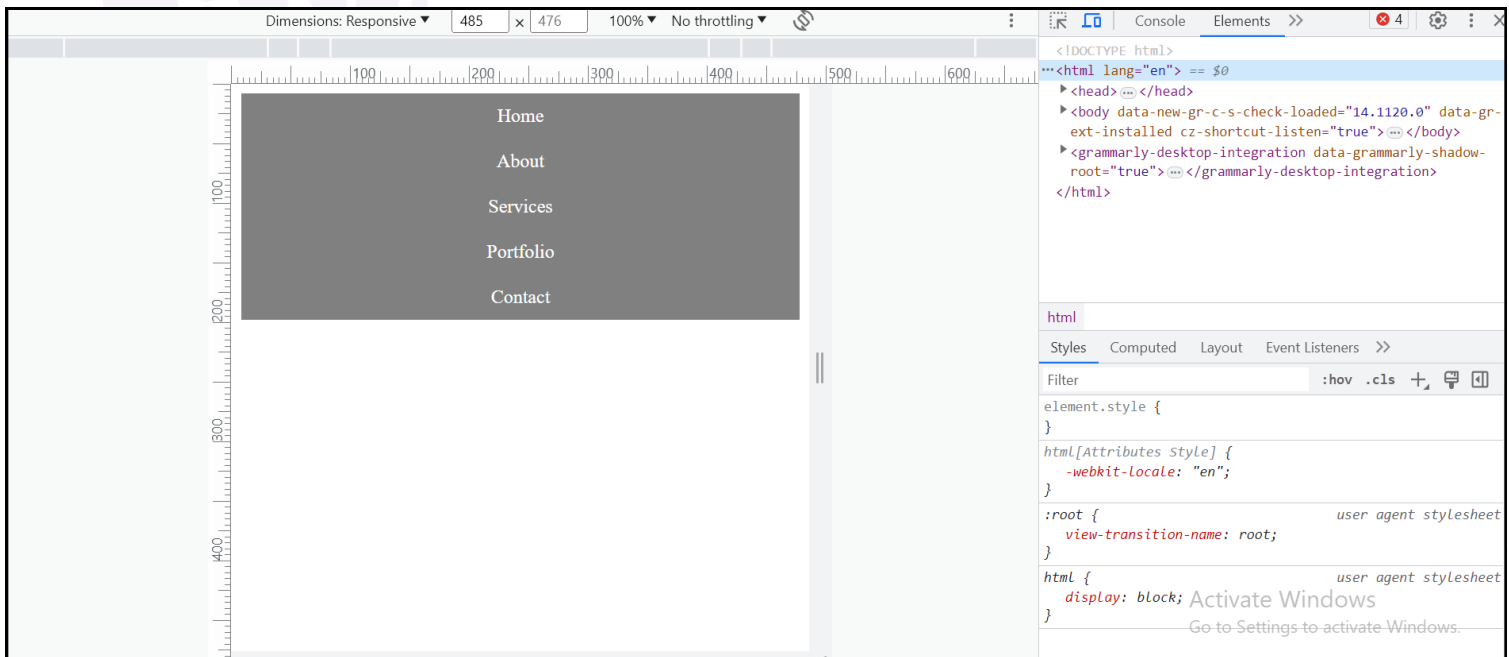 Dimensions: Responsive ▼ 485 × 476 100% ▼ No throttling ▼
Console Elements 4
100 200 300 400 500 600
Home
About
Services
Portfolio
Contact
100
200
300
400
<!DOCTYPE html>
<html lang="en"> == $0
<head> … </head>
<body data-new-gr-c-s-check-loaded="14.1120.0" data-gr-
ext-installed cz-shortcut-listen="true"> … </body>
<grammarly-desktop-integration data-grammarly-shadow-
root="true"> … </grammarly-desktop-integration>
</html>
html
Styles Computed Layout Event Listeners
Filter :hov .cls
element.style {
}
html[Attributes Style] {
-webkit-locale: "en";
}
:root { user agent stylesheet
view-transition-name: root;
}
html { user agent stylesheet
display: block;
}
Activate Windows
Go to Settings to activate Windows.